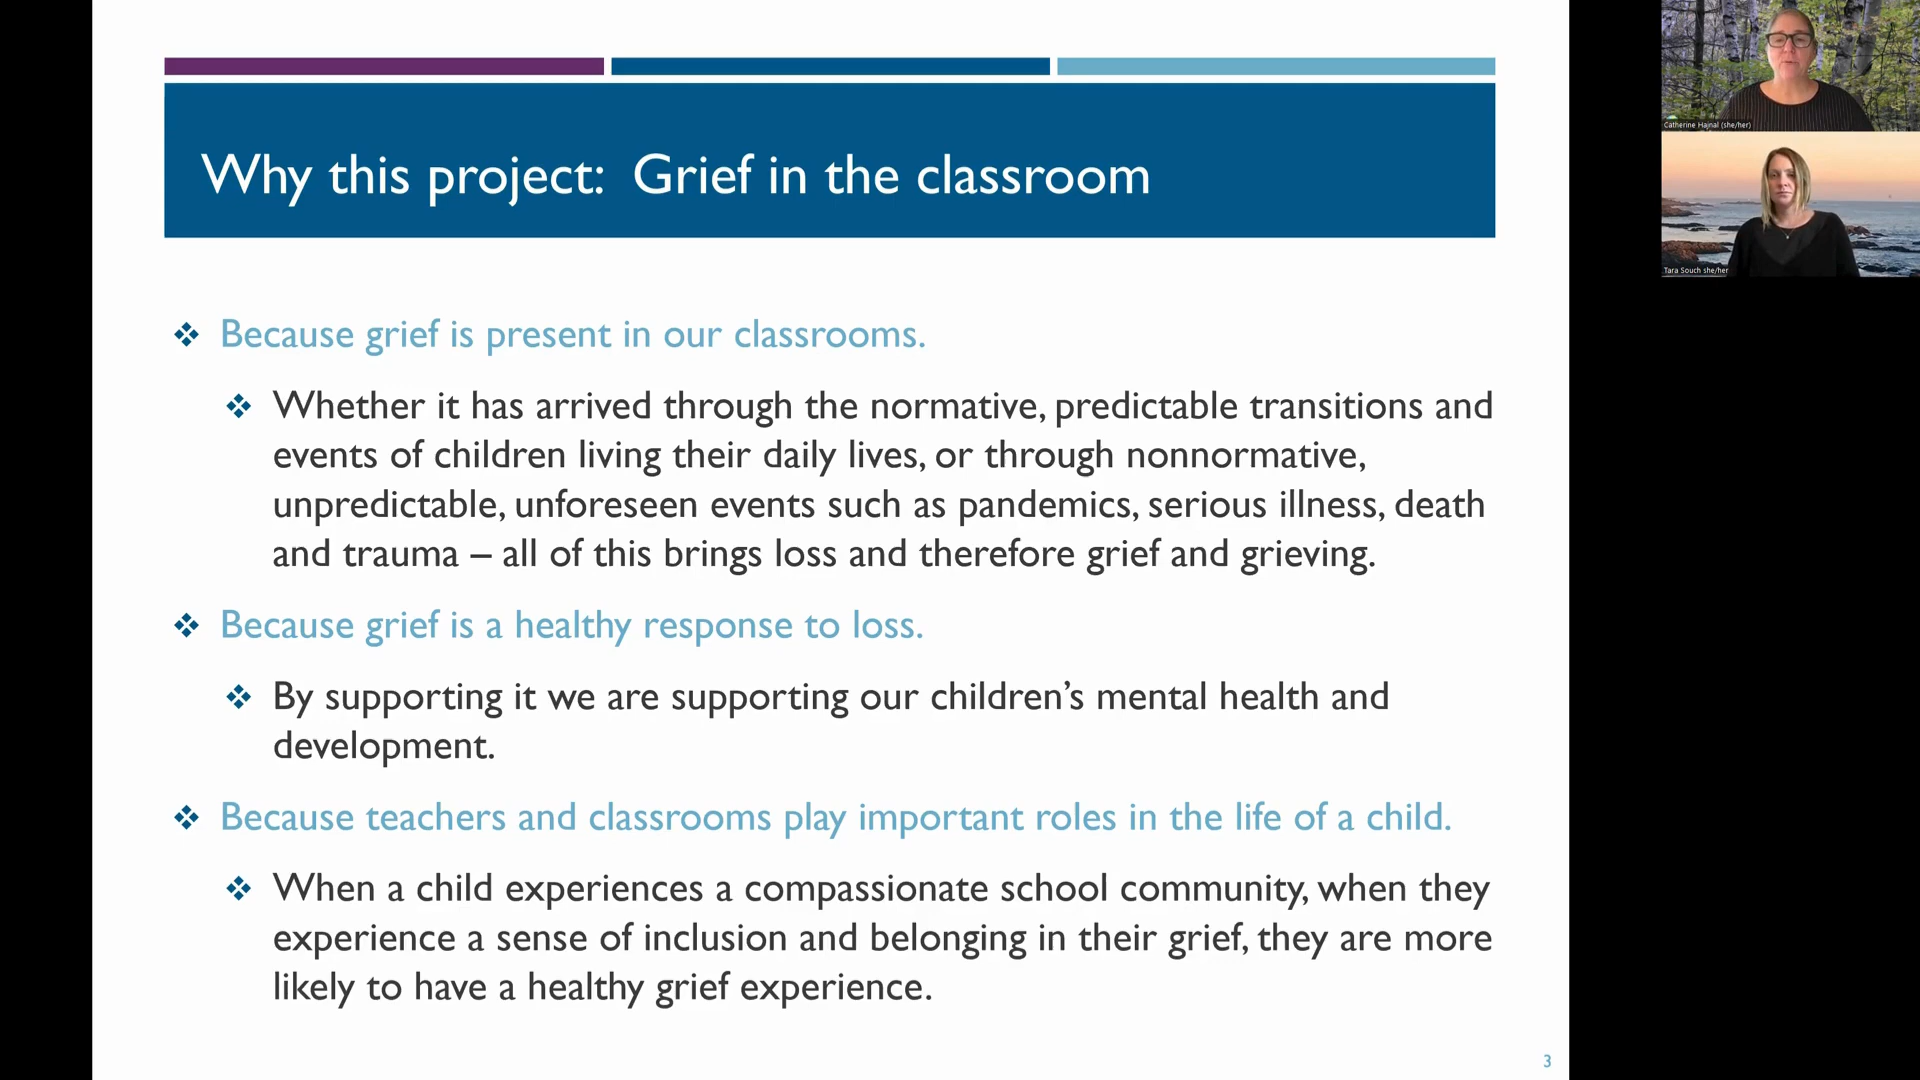 Why this project:  Grief in the classroom
Because grief is present in our classrooms.
Whether it has arrived through the normative, predictable transitions and
events of children living their daily lives, or through nonnormative,
unpredictable, unforeseen events such as pandemics, serious illness, death
and trauma – all of this brings loss and therefore grief and grieving.
Because grief is a healthy response to loss.
By supporting it we are supporting our children’s mental health and
development.
Because teachers and classrooms play important roles in the life of a child.
When a child experiences a compassionate school community, when they
experience a sense of inclusion and belonging in their grief, they are more
likely to have a healthy grief experience.
3
Catherine Hajnal (she/her)
Tara Souch she/her